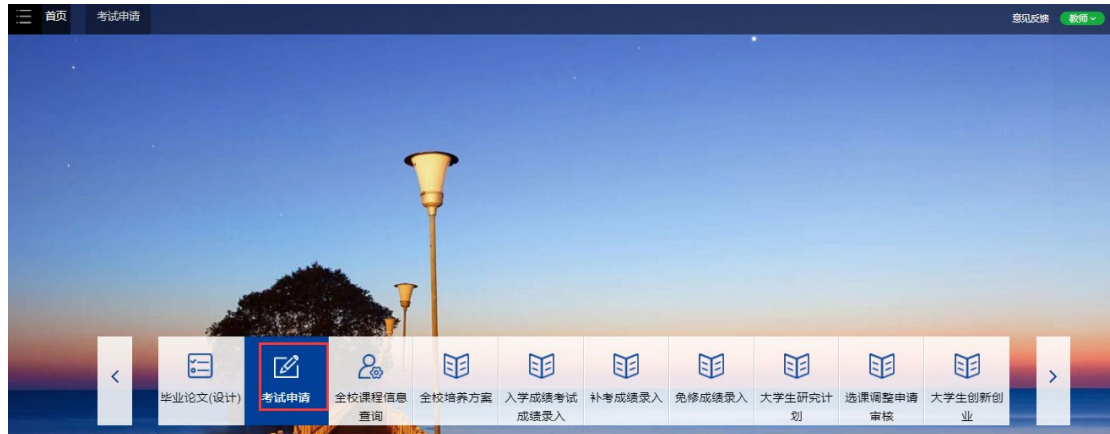 首页 考试申请 意见反馈 教师
毕业论文(设计) 考试申请 全校课程信息 全校培养方案 入学成绩考试 补考成绩录入 免修成绩录入 大学生研究计 选课调整申请 大学生创新创
查询 成绩录入 划 审核 业